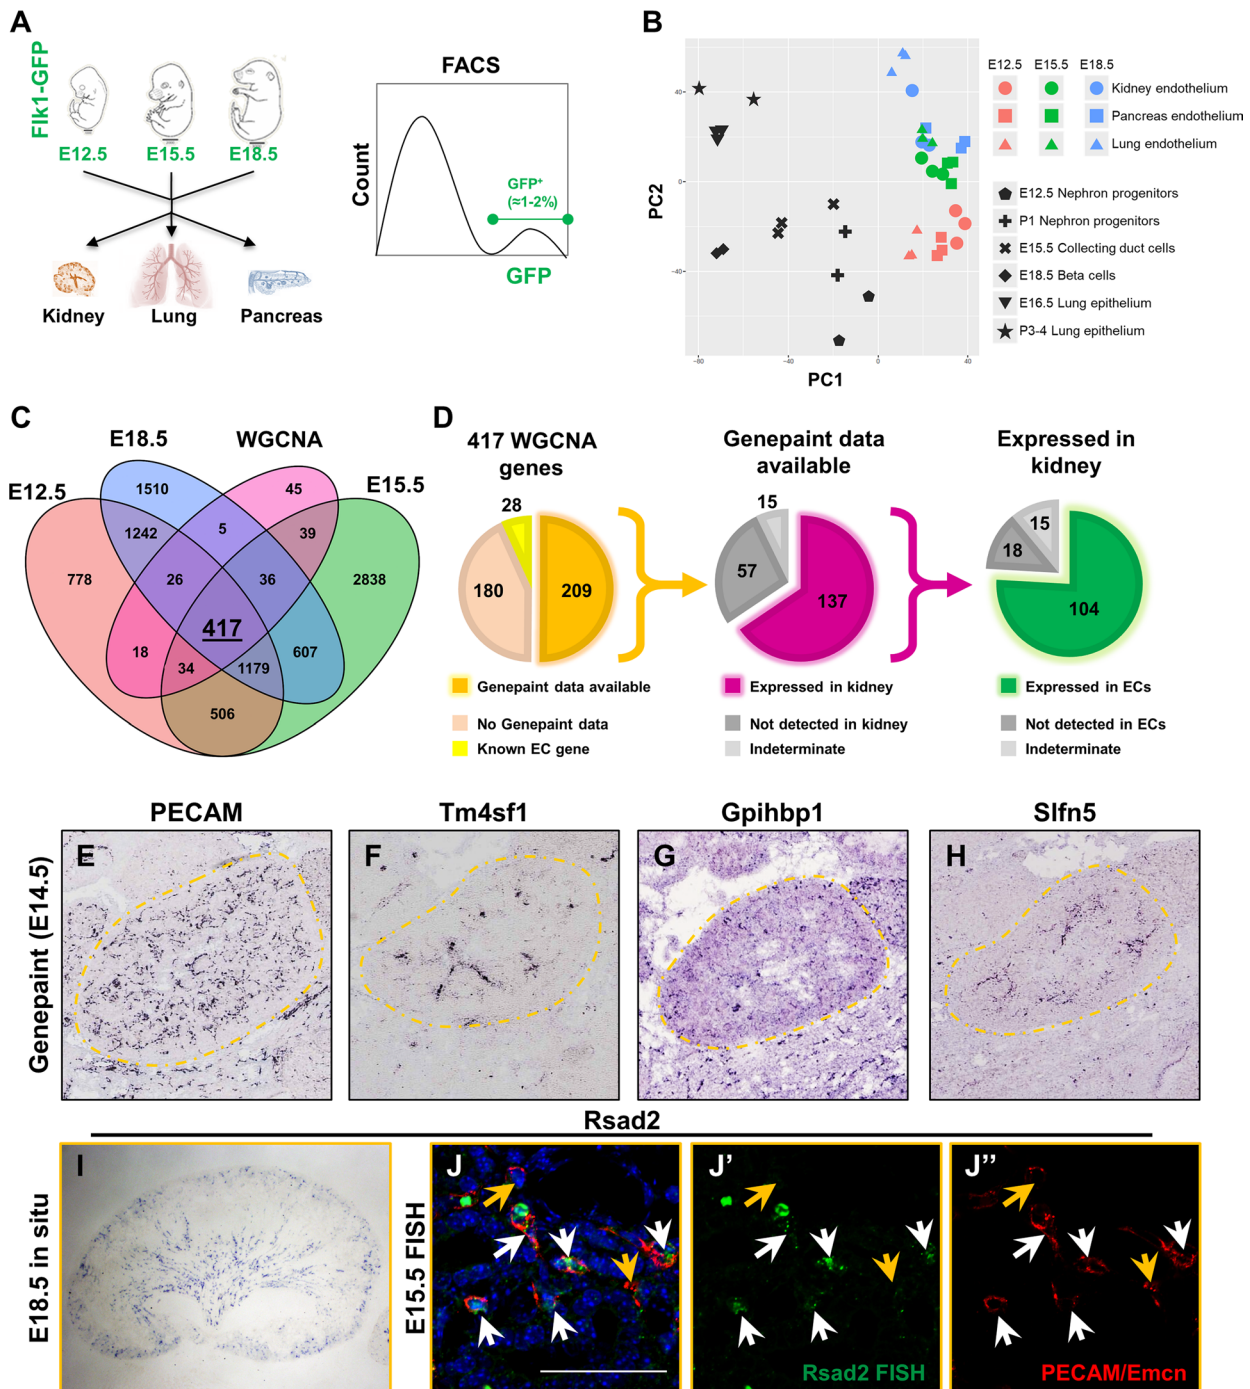 A
Flk1-GFP
E12.5
E15.5
E18.5
Kidney
Lung
Pancreas
FACS
Count
GFP+
(≈1-2%)
GFP
B
PC2
40
0
−40
−80
−40
0
40
PC1
E12.5 E15.5 E18.5
Kidney endothelium
Pancreas endothelium
Lung endothelium
E12.5 Nephron progenitors
P1 Nephron progenitors
E15.5 Collecting duct cells
E18.5 Beta cells
E16.5 Lung epithelium
P3-4 Lung epithelium
C
E12.5
E18.5
WGCNA
E15.5
1510
45
1242
5
39
778
26
36
2838
417
18
34
1179
607
506
D
417 WGCNA
genes
28
180
209
Genepaint data available
No Genepaint data
Known EC gene
Genepaint data
available
15
57
137
Expressed in kidney
Not detected in kidney
Indeterminate
Expressed in
kidney
15
18
104
Expressed in ECs
Not detected in ECs
Indeterminate
Genepaint (E14.5)
PECAM
Tm4sf1
Gpihbp1
Slfn5
E
F
G
H
Rsad2
E18.5 in situ
I
E15.5 FISH
J
J’
Rsad2 FISH
J’’
PECAM/Emcn